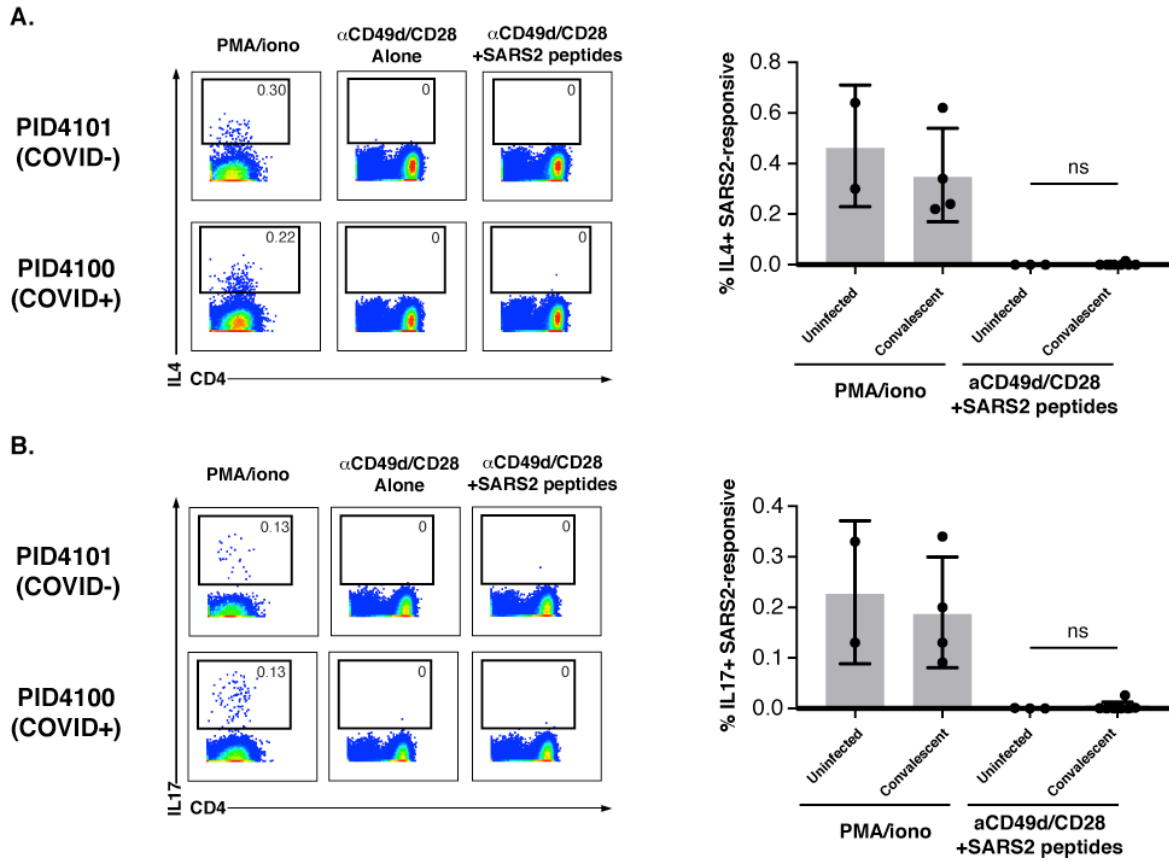 A.
PMA/iono
αCD49d/CD28
Alone
αCD49d/CD28
+SARS2 peptides
PID4101
(COVID-)
0.30
0
0
PID4100
(COVID+)
0.22
0
0
IL4
CD4
% IL4+ SARS2-responsive
0.8
0.6
0.4
0.2
0.0
ns
Uninfected
Convalescent
Uninfected
Convalescent
PMA/iono
aCD49d/CD28
+SARS2 peptides
B.
PMA/iono
αCD49d/CD28
Alone
αCD49d/CD28
+SARS2 peptides
PID4101
(COVID-)
0.13
0
0
PID4100
(COVID+)
0.13
0
0
IL17
CD4
% IL17+ SARS2-responsive
0.4
0.3
0.2
0.1
0.0
ns
Uninfected
Convalescent
Uninfected
Convalescent
PMA/iono
aCD49d/CD28
+SARS2 peptides